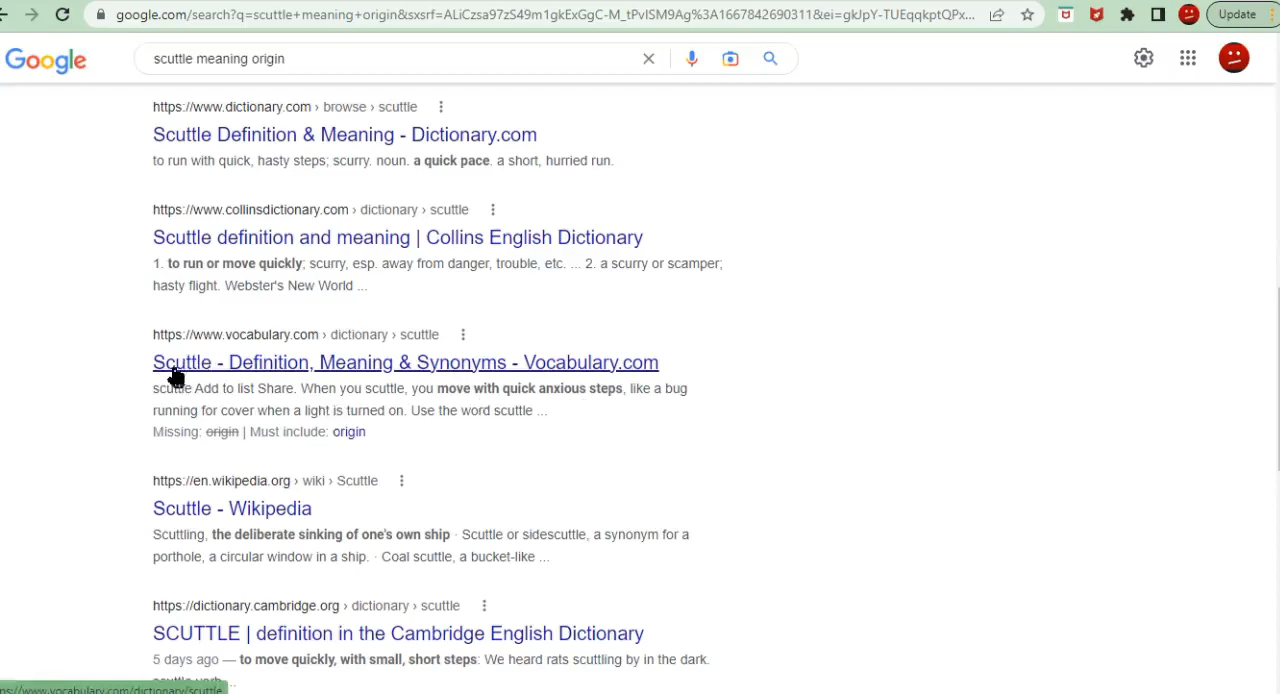 google.com/search?q=scuttle+meaning+origin&sxsrf=ALiCzsa97zS49m1gkExGgC-M_tPvISM9Ag%3A1667842690311&ei=gkJpY-TUEqqkptQPx...
Update
Google
scuttle meaning origin
https://www.dictionary.com › browse › scuttle
Scuttle Definition & Meaning - Dictionary.com
to run with quick, hasty steps; scurry. noun. a quick pace. a short, hurried run.
https://www.collinsdictionary.com › dictionary › scuttle
Scuttle definition and meaning | Collins English Dictionary
1. to run or move quickly; scurry, esp. away from danger, trouble, etc. ... 2. a scurry or scamper;
hasty flight. Webster's New World ...
https://www.vocabulary.com › dictionary › scuttle
Scuttle - Definition, Meaning & Synonyms - Vocabulary.com
scuttle Add to list Share. When you scuttle, you move with quick anxious steps, like a bug
running for cover when a light is turned on. Use the word scuttle ...
Missing: origin | Must include: origin
https://en.wikipedia.org › wiki › Scuttle
Scuttle - Wikipedia
Scuttling, the deliberate sinking of one's own ship · Scuttle or sidescuttle, a synonym for a
porthole, a circular window in a ship. · Coal scuttle, a bucket-like ...
https://dictionary.cambridge.org › dictionary › scuttle
SCUTTLE | definition in the Cambridge English Dictionary
5 days ago — to move quickly, with small, short steps: We heard rats scuttling by in the dark.
scuttle verb ...
ps://www.vocabulary.com/dictionary/scuttle